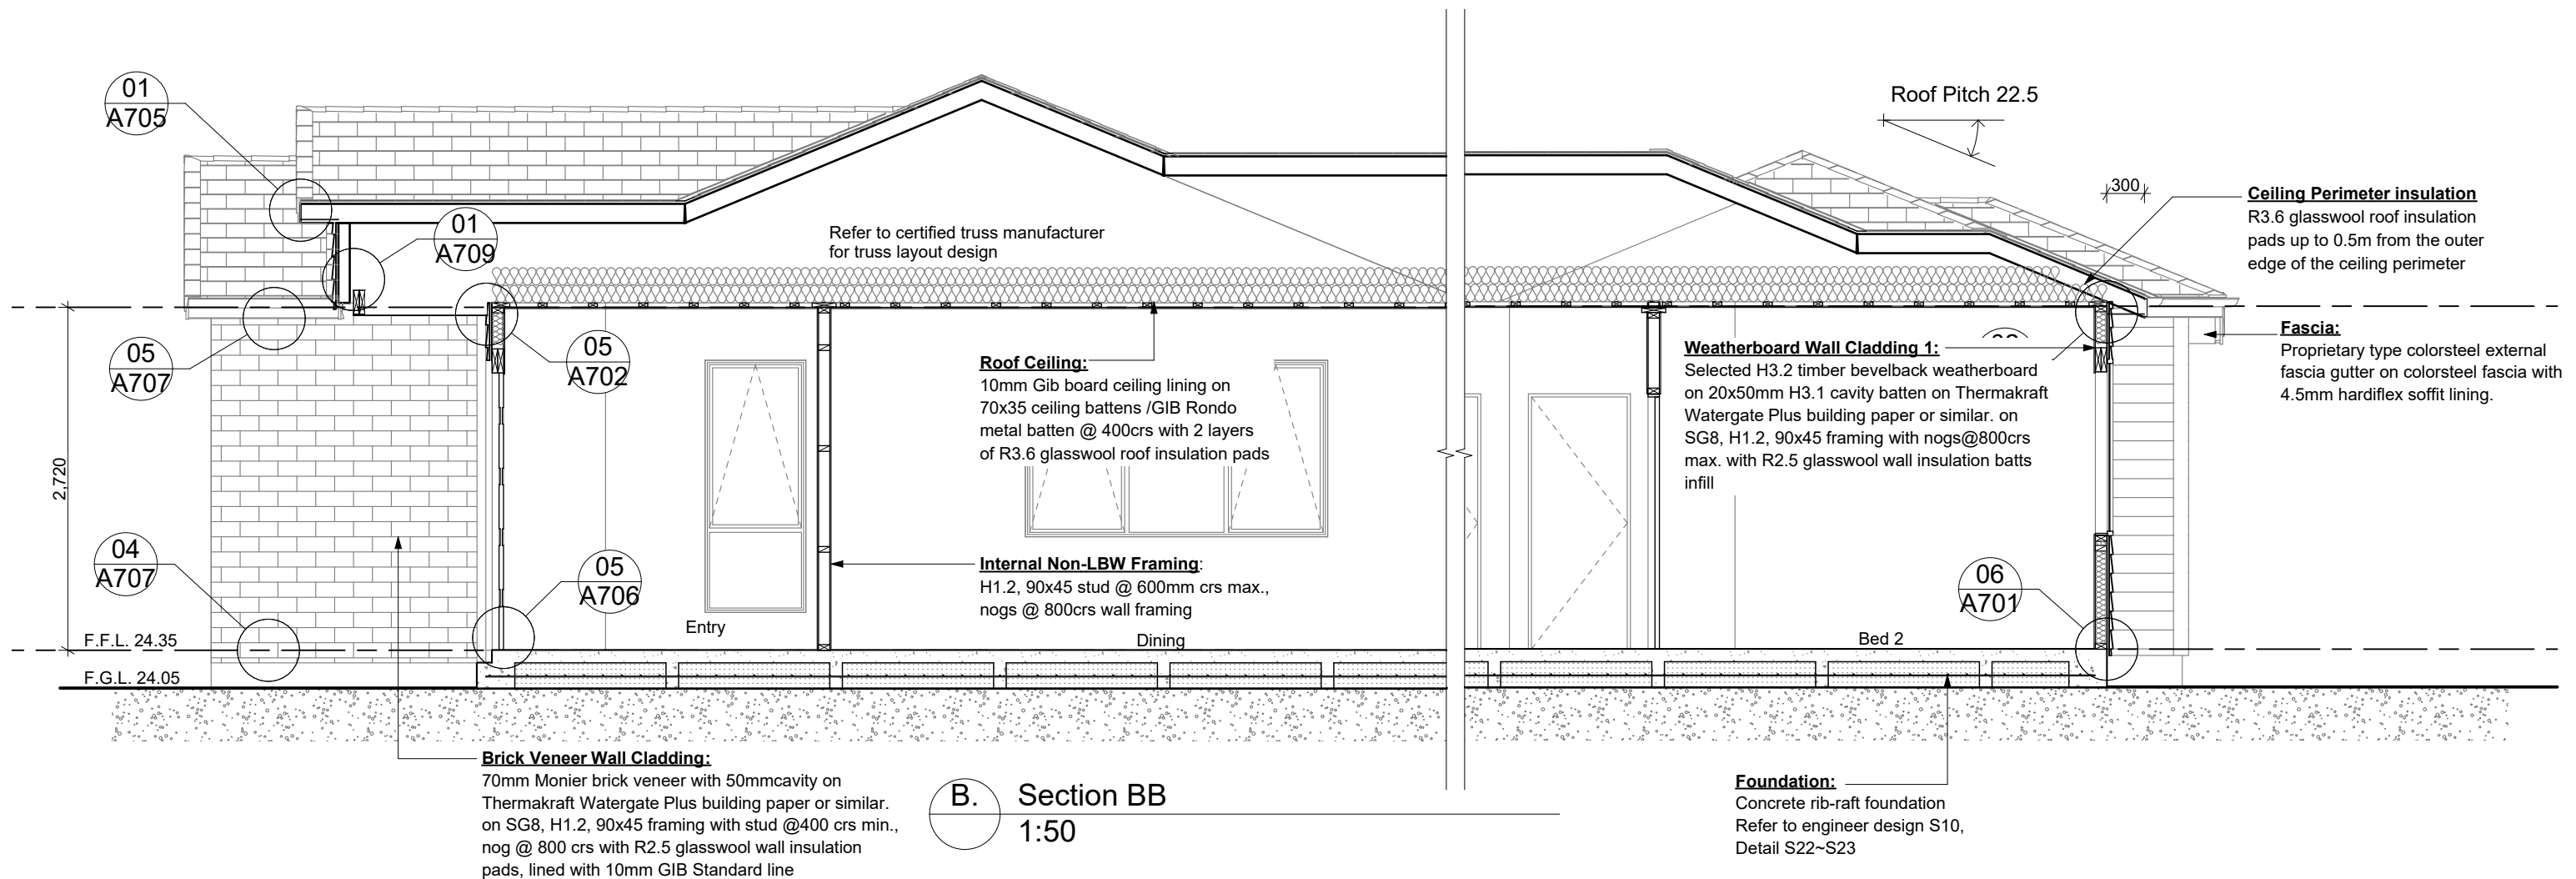 01
A705
Roof Pitch 22.5
300
Ceiling Perimeter insulation
R3.6 glasswool roof insulation
pads up to 0.5m from the outer
edge of the ceiling perimeter
01
A709
Refer to certified truss manufacturer
for truss layout design
05
A707
05
A702
Roof Ceiling:
10mm Gib board ceiling lining on
70x35 ceiling battens /GIB Rondo
metal batten @ 400crs with 2 layers
of R3.6 glasswool roof insulation pads
Weatherboard Wall Cladding 1:
Selected H3.2 timber bevelback weatherboard
on 20x50mm H3.1 cavity batten on Thermakraft
Watergate Plus building paper or similar. on
SG8, H1.2, 90x45 framing with nogs@800crs
max. with R2.5 glasswool wall insulation batts
infill
Fascia:
Proprietary type colorsteel external
fascia gutter on colorsteel fascia with
4.5mm hardiflex soffit lining.
2,720
04
A707
05
A706
Internal Non-LBW Framing:
H1.2, 90x45 stud @ 600mm crs max.,
nogs @ 800crs wall framing
06
A701
F.F.L. 24.35
Entry
Dining
Bed 2
F.G.L. 24.05
Brick Veneer Wall Cladding:
70mm Monier brick veneer with 50mmcavity on
Thermakraft Watergate Plus building paper or similar.
on SG8, H1.2, 90x45 framing with stud @400 crs min.,
nog @ 800 crs with R2.5 glasswool wall insulation
pads, lined with 10mm GIB Standard line
B. Section BB
1:50
Foundation:
Concrete rib-raft foundation
Refer to engineer design S10,
Detail S22~S23